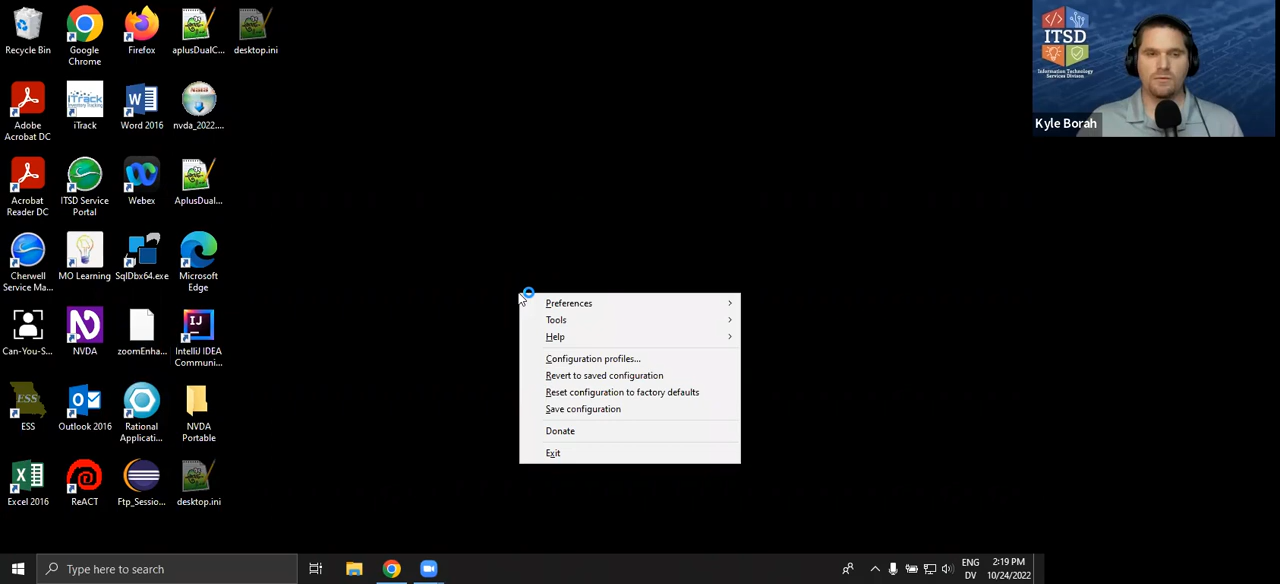 Recycle Bin
Google
Chrome
Firefox
aplusDualC...
desktop.ini
Adobe
Acrobat DC
iTrack
iTrack
Word 2016
nvda_2022....
Acrobat
Reader DC
ITSD Service
Portal
Webex
AplusDual...
Cherwell
Service Ma...
MO Learning
SqlDbx64.exe
Microsoft
Edge
Can-You-S...
NVDA
zoomEnha...
IntelliJ IDEA
Communi...
ESS
ESS
Outlook 2016
Rational
Applicati...
NVDA
Portable
Excel 2016
ReACT
Ftp_Sessio...
desktop.ini
Preferences
Tools
Help
Configuration profiles...
Revert to saved configuration
Reset configuration to factory defaults
Save configuration
Donate
Exit
ITSD
Information Technology
Services Division
Kyle Borah
Type here to search
ENG
DV
2:19 PM
10/24/2022